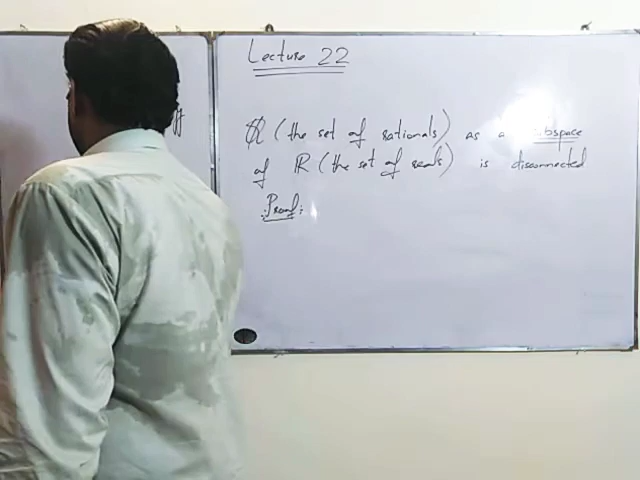 Lecture 22
ℚ (the set of rationals) as a subspace
of ℝ (the set of reals) is disconnected
Proof: